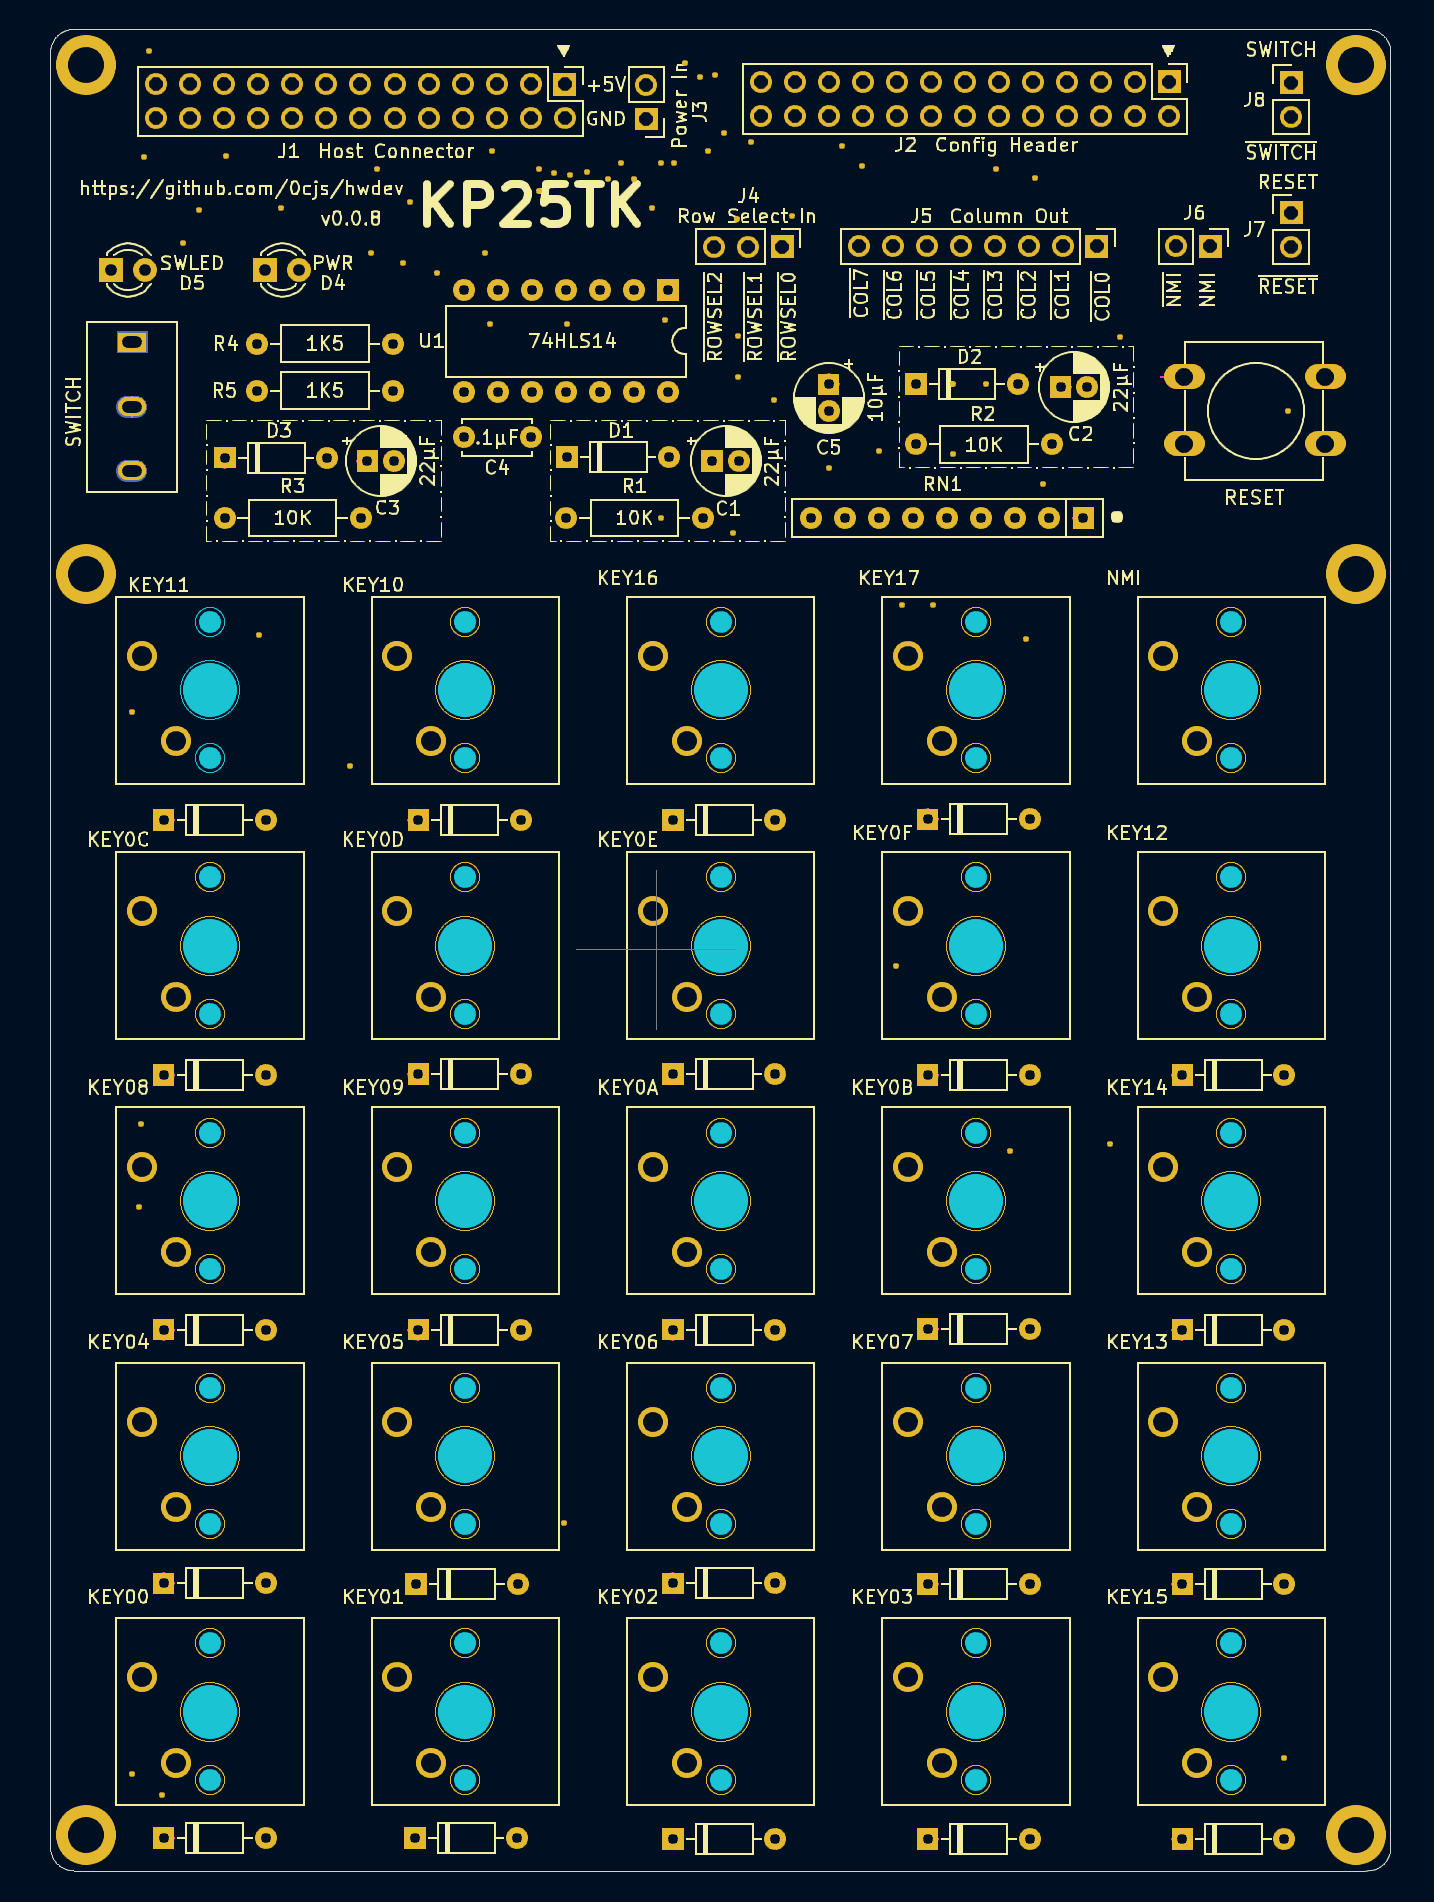 SWITCH
+5V
GND
Power In
J3
J8
J1 Host Connector
J2 Config Header
SWITCH
https://github.com/0cjs/hwdev
v0.0.8
KP25TK
RESET
J4
Row Select In
J5 Column Out
J6
J7
SWLED
D5
PWR
D4
ROWSEL2
ROWSEL1
ROWSEL0
COL7
COL6
COL5
COL4
COL3
COL2
COL1
COL0
NMI
NMI
RESET
R4
1K5
U1
74HLS14
R5
1K5
SWITCH
+
10µF
C5
D2
+
22µF
R2
C2
10K
D3
+
22µF
R3
C3
10K
.1µF
C4
D1
+
22µF
R1
C1
10K
RN1
RESET
KEY11
KEY10
KEY16
KEY17
NMI
KEY0C
KEY0D
KEY0E
KEY0F
KEY12
KEY08
KEY09
KEY0A
KEY0B
KEY14
KEY04
KEY05
KEY06
KEY07
KEY13
KEY00
KEY01
KEY02
KEY03
KEY15